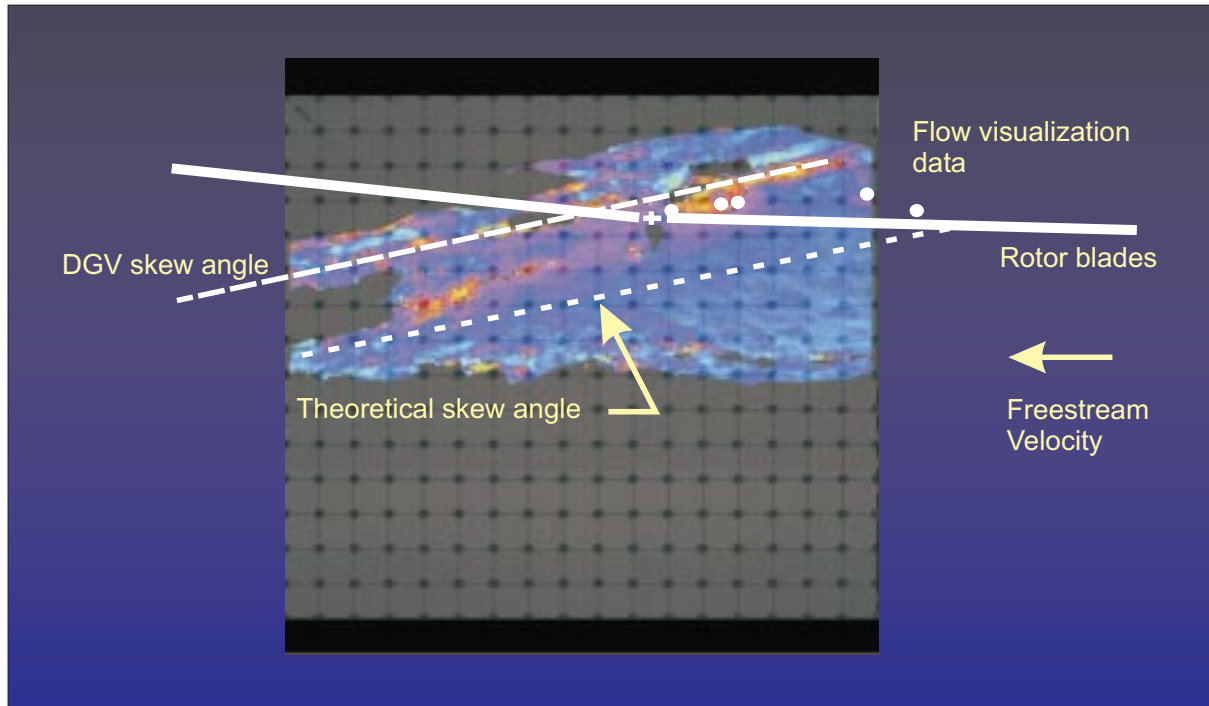 Flow visualization
data
DGV skew angle
Rotor blades
Theoretical skew angle
Freestream
Velocity